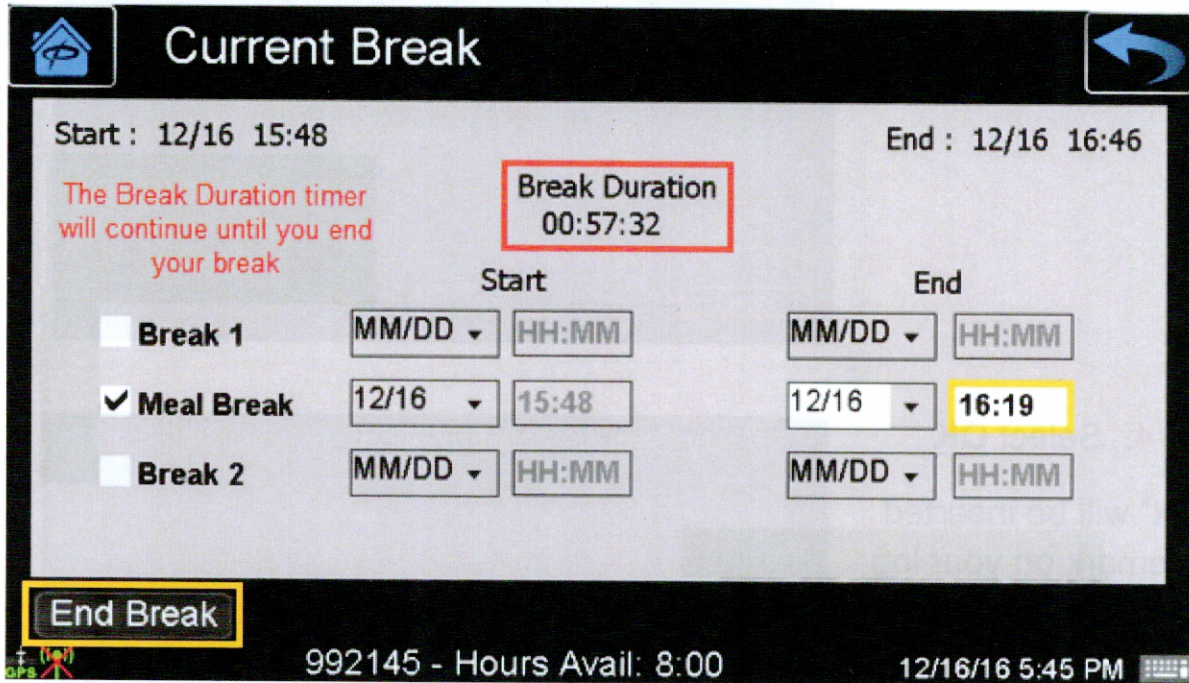 Current Break
Start : 12/16 15:48
End : 12/16 16:46
The Break Duration timer
will continue until you end
your break
Break Duration
00:57:32
Start
End
Break 1 MM/DD HH:MM MM/DD HH:MM
Meal Break 12/16 15:48 12/16 16:19
Break 2 MM/DD HH:MM MM/DD HH:MM
End Break
GPS
992145 - Hours Avail: 8:00
12/16/16 5:45 PM